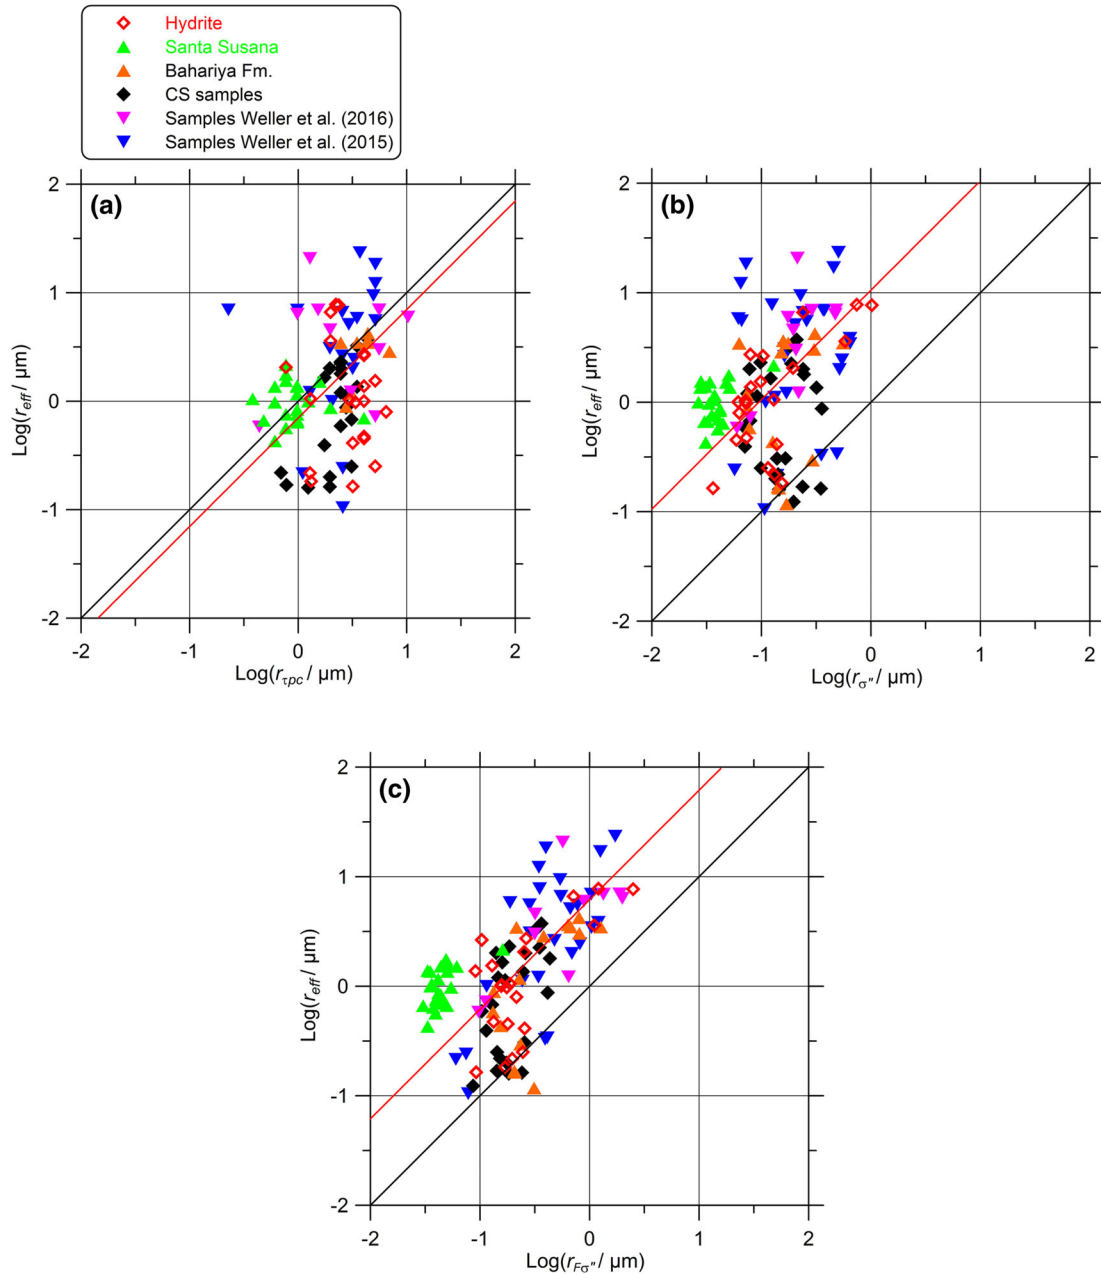 Hydrite
Santa Susana
Bahariya Fm.
CS samples
Samples Weller et al. (2016)
Samples Weller et al. (2015)
(a)
2
1
0
-1
-2
Log(r_eff / µm)
-2 -1 0 1 2
Log(r_τpc / µm)
(b)
2
1
0
-1
-2
Log(r_eff / µm)
-2 -1 0 1 2
Log(r_σ″ / µm)
(c)
2
1
0
-1
-2
Log(r_eff / µm)
-2 -1 0 1 2
Log(r_Fσ″ / µm)